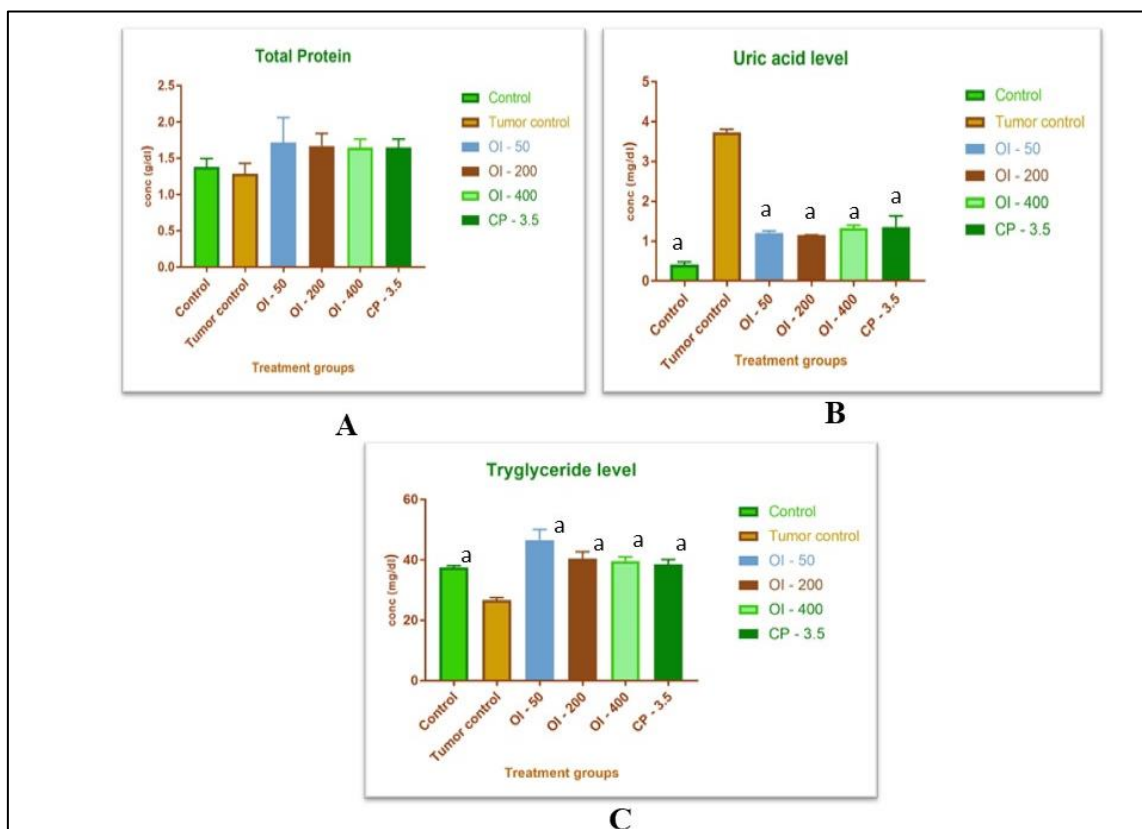 Total Protein
conc (g/dl)
2.5
2.0
1.5
1.0
0.5
0.0
Control
Tumor control
OI - 50
OI - 200
OI - 400
CP - 3.5
Treatment groups
Control
Tumor control
OI - 50
OI - 200
OI - 400
CP - 3.5
A
Uric acid level
conc (mg/dl)
5
4
3
2
1
0
a
a
a
a
a
Control
Tumor control
OI - 50
OI - 200
OI - 400
CP - 3.5
Treatment groups
Control
Tumor control
OI - 50
OI - 200
OI - 400
CP - 3.5
B
Tryglyceride level
conc (mg/dl)
60
40
20
0
a
a
a
a
a
Control
Tumor control
OI - 50
OI - 200
OI - 400
CP - 3.5
Treatment groups
Control
Tumor control
OI - 50
OI - 200
OI - 400
CP - 3.5
C